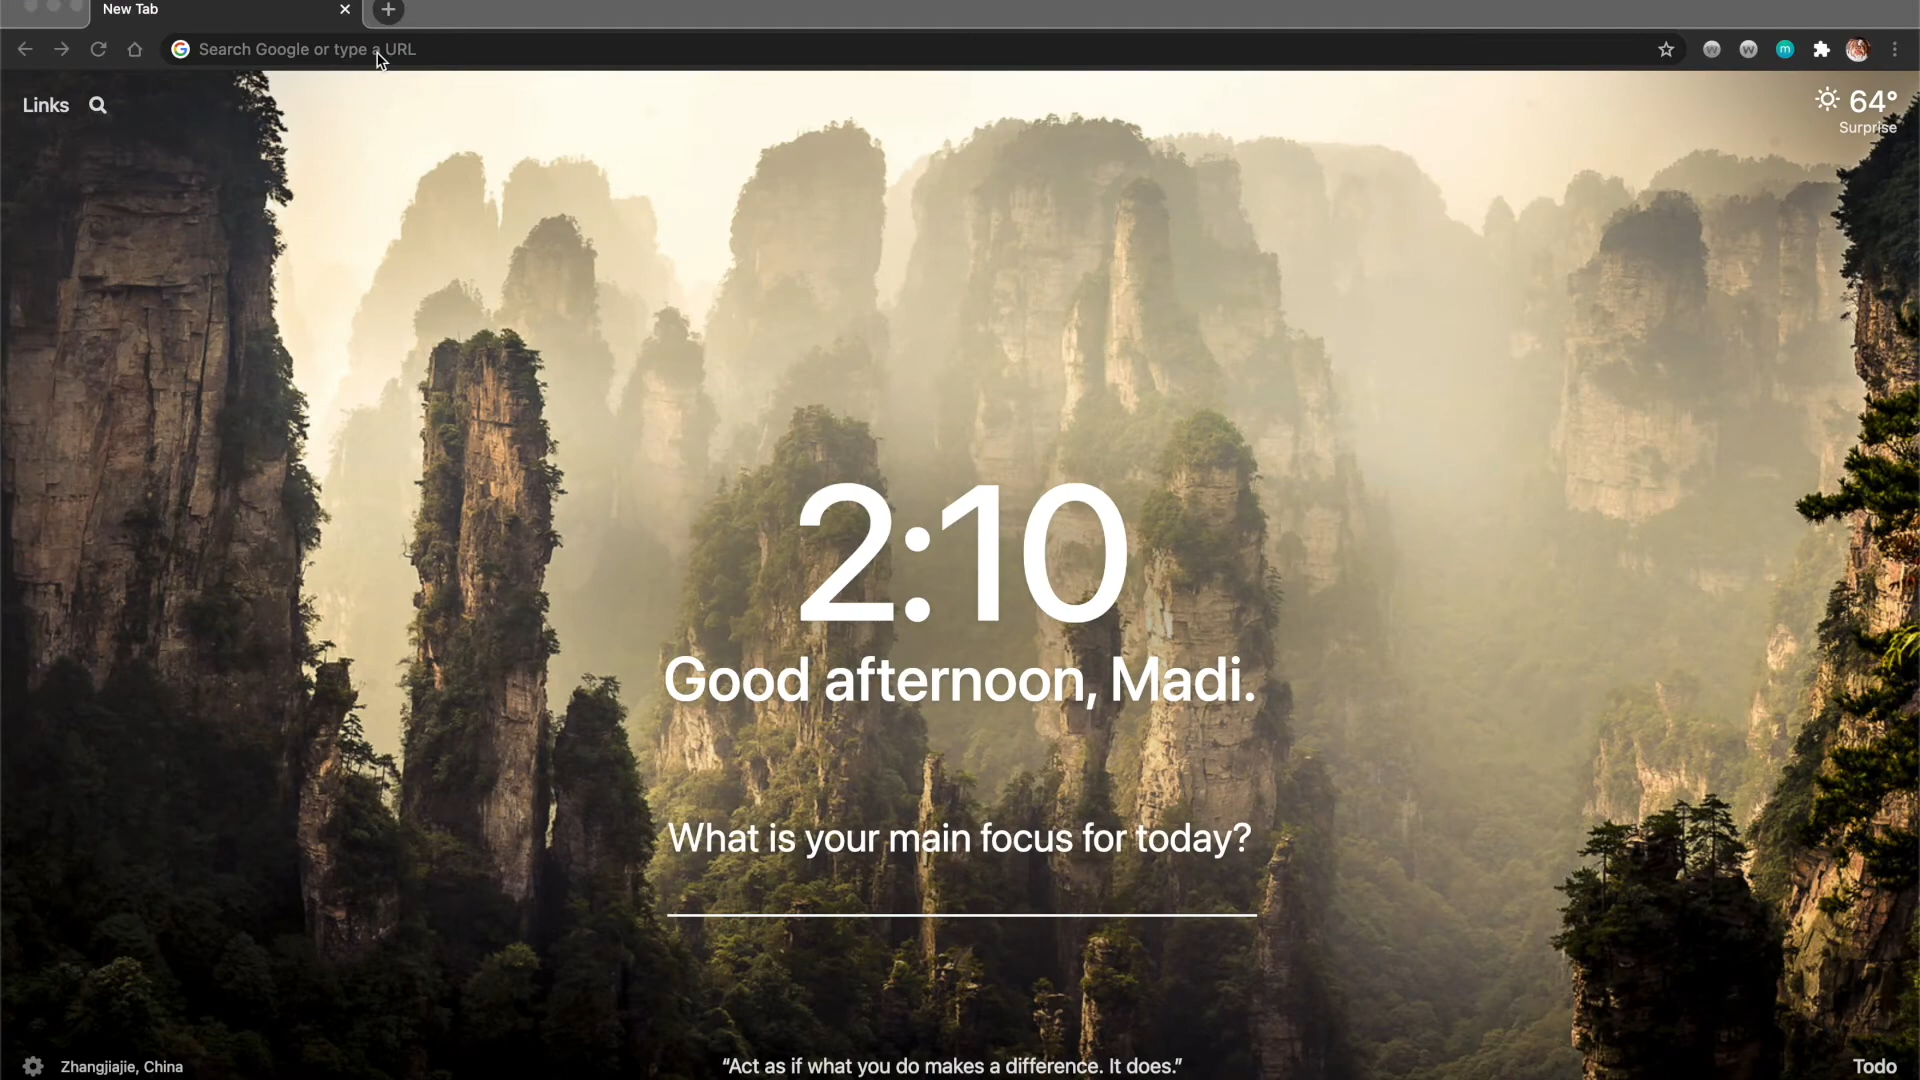 New Tab
Search Google or type a URL
Links
64°
Surprise
2:10
Good afternoon, Madi.
What is your main focus for today?
Zhangjiajie, China
“Act as if what you do makes a difference. It does.”
Todo